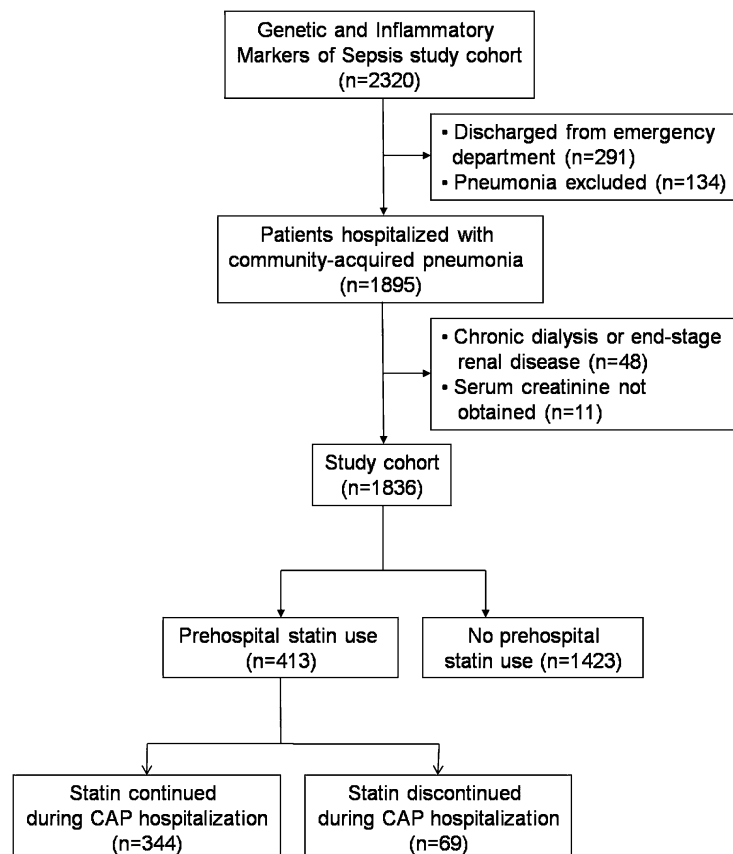 Genetic and Inflammatory
Markers of Sepsis study cohort
(n=2320)
▪ Discharged from emergency
department (n=291)
▪ Pneumonia excluded (n=134)
Patients hospitalized with
community-acquired pneumonia
(n=1895)
▪ Chronic dialysis or end-stage
renal disease (n=48)
▪ Serum creatinine not
obtained (n=11)
Study cohort
(n=1836)
Prehospital statin use
(n=413)
No prehospital
statin use (n=1423)
Statin continued
during CAP hospitalization
(n=344)
Statin discontinued
during CAP hospitalization
(n=69)